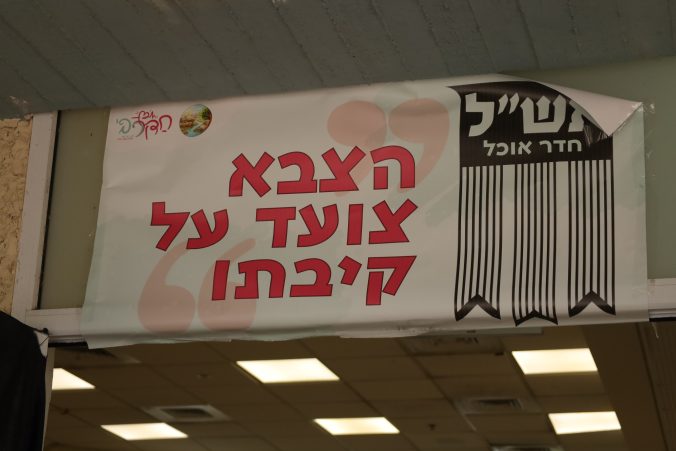 תש"ל
חדר אוכל
הצבא
צועד על
קיבתו